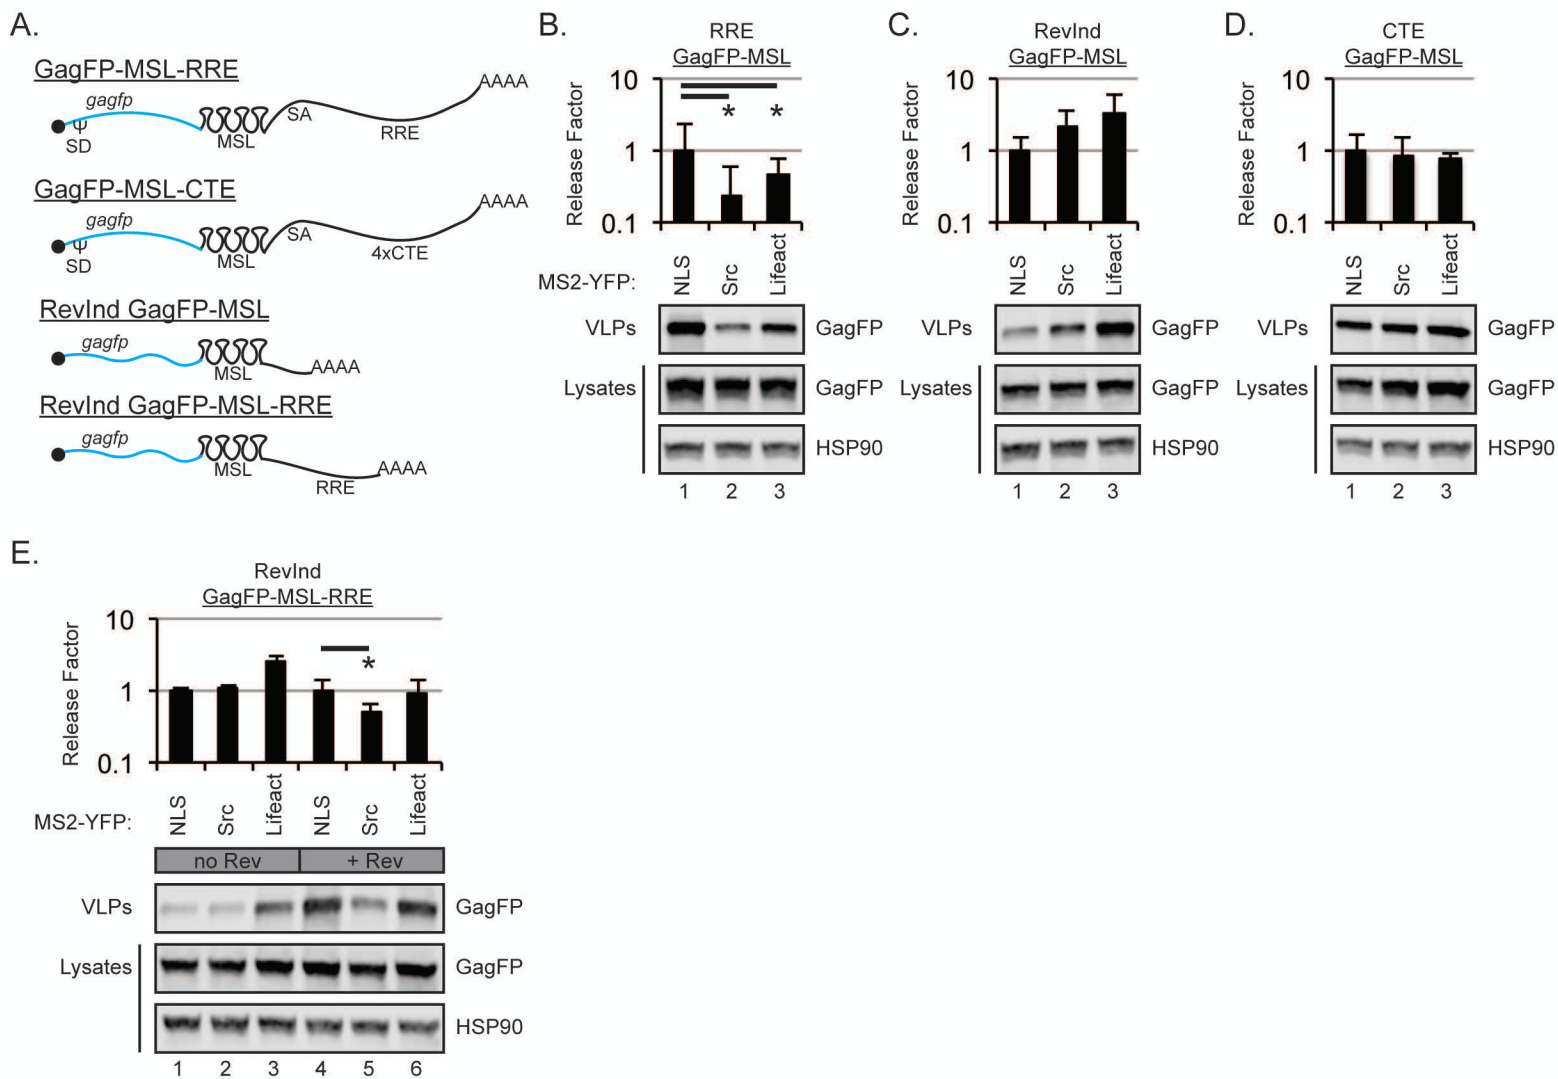 A.
GagFP-MSL-RRE
gagfp
AAAA
Ψ
SD
MSL
SA
RRE
GagFP-MSL-CTE
gagfp
AAAA
Ψ
SD
MSL
SA
4xCTE
RevInd GagFP-MSL
gagfp
MSL
AAAA
RevInd GagFP-MSL-RRE
gagfp
MSL
AAAA
RRE
B.
RRE
GagFP-MSL
Release Factor
10
1
0.1
* *
MS2-YFP:
NLS
Src
Lifeact
VLPs GagFP
Lysates GagFP
HSP90
1 2 3
C.
RevInd
GagFP-MSL
Release Factor
10
1
0.1
NLS
Src
Lifeact
VLPs GagFP
Lysates GagFP
HSP90
1 2 3
D.
CTE
GagFP-MSL
Release Factor
10
1
0.1
NLS
Src
Lifeact
VLPs GagFP
Lysates GagFP
HSP90
1 2 3
E.
RevInd
GagFP-MSL-RRE
Release Factor
10
1
0.1
*
MS2-YFP:
NLS
Src
Lifeact
NLS
Src
Lifeact
no Rev + Rev
VLPs GagFP
Lysates GagFP
HSP90
1 2 3 4 5 6